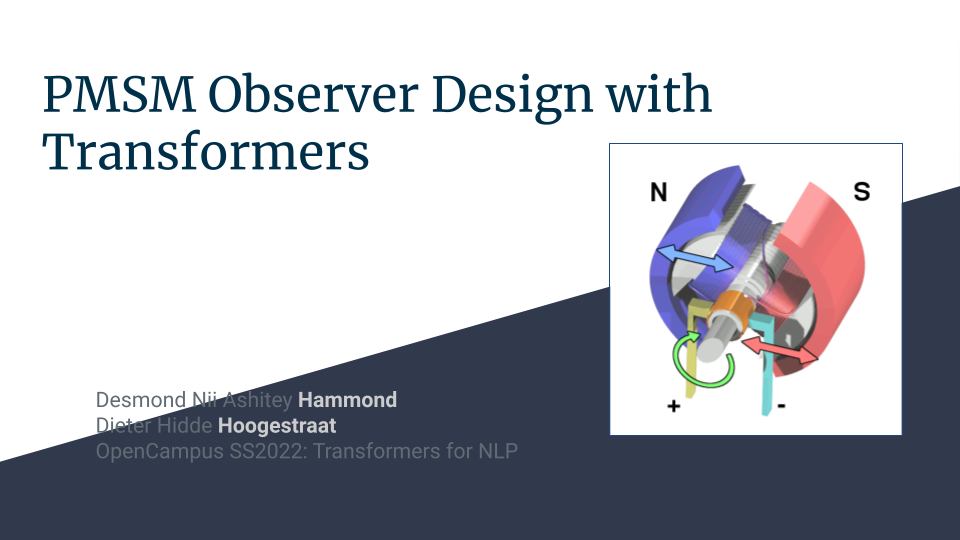 PMSM Observer Design with
Transformers
N
S
+
-
Desmond Nii Ashitey Hammond
Dieter Hidde Hoogestraat
OpenCampus SS2022: Transformers for NLP